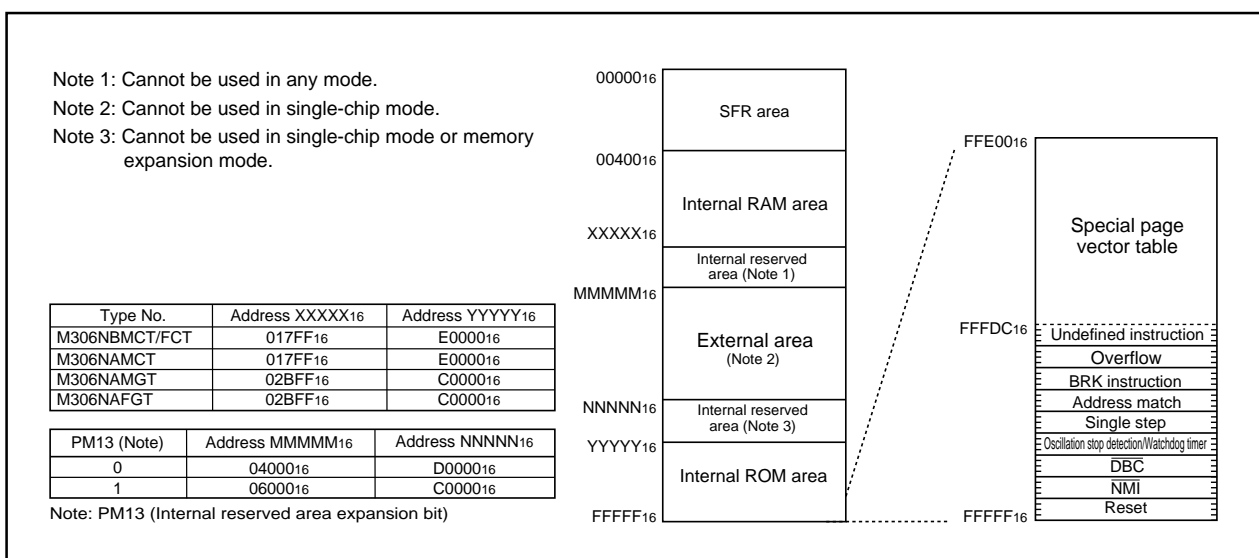 Note 1: Cannot be used in any mode.
Note 2: Cannot be used in single-chip mode.
Note 3: Cannot be used in single-chip mode or memory
expansion mode.
Type No. Address XXXXX16 Address YYYYY16
M306NBMCT/FCT 017FF16 E000016
M306NAMCT 017FF16 E000016
M306NAMGT 02BFF16 C000016
M306NAFGT 02BFF16 C000016
PM13 (Note) Address MMMMM16 Address NNNNN16
0 0400016 D000016
1 0600016 C000016
Note: PM13 (Internal reserved area expansion bit)
0000016
SFR area
0040016
Internal RAM area
XXXXX16
Internal reserved
area (Note 1)
MMMMM16
External area
(Note 2)
NNNNN16
Internal reserved
area (Note 3)
YYYYY16
Internal ROM area
FFFFF16
FFE0016
Special page
vector table
FFFDC16
Undefined instruction
Overflow
BRK instruction
Address match
Single step
Oscillation stop detection/Watchdog timer
DBC
NMI
Reset
FFFFF16